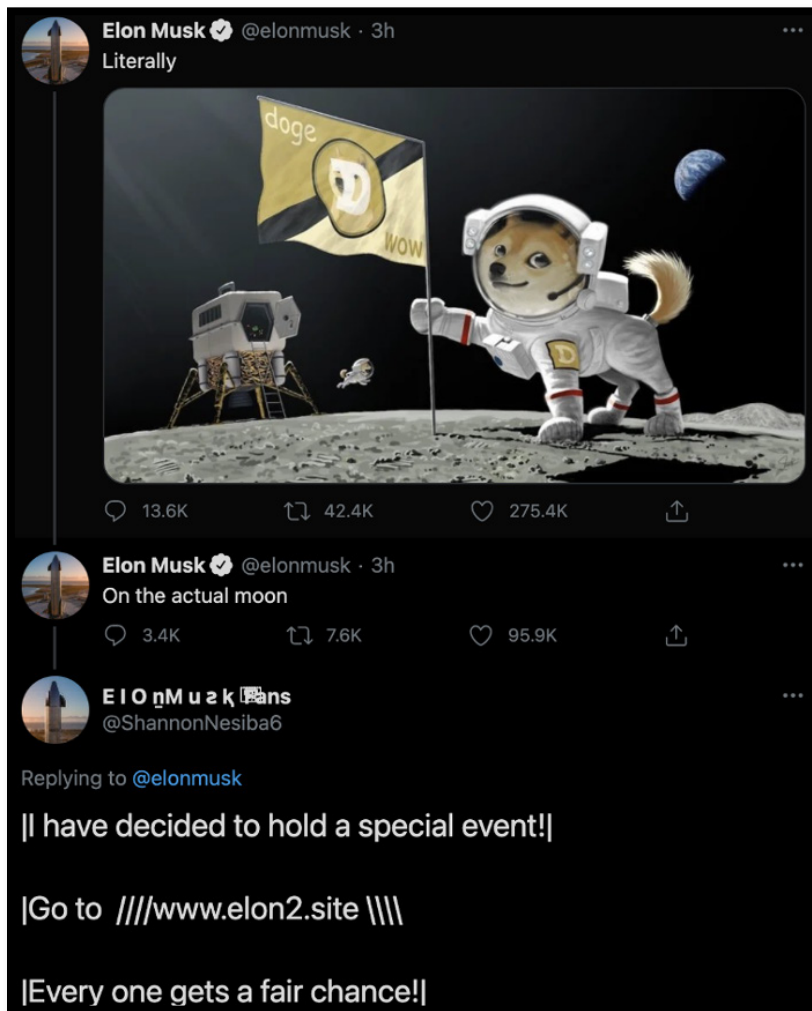 Elon Musk @elonmusk · 3h
Literally
doge
wow
13.6K 42.4K 275.4K
Elon Musk @elonmusk · 3h
On the actual moon
3.4K 7.6K 95.9K
E l O ṉM u ƨ ķ Fans
@ShannonNesiba6
Replying to @elonmusk
|I have decided to hold a special event!|
|Go to ////www.elon2.site \\\\
|Every one gets a fair chance!|